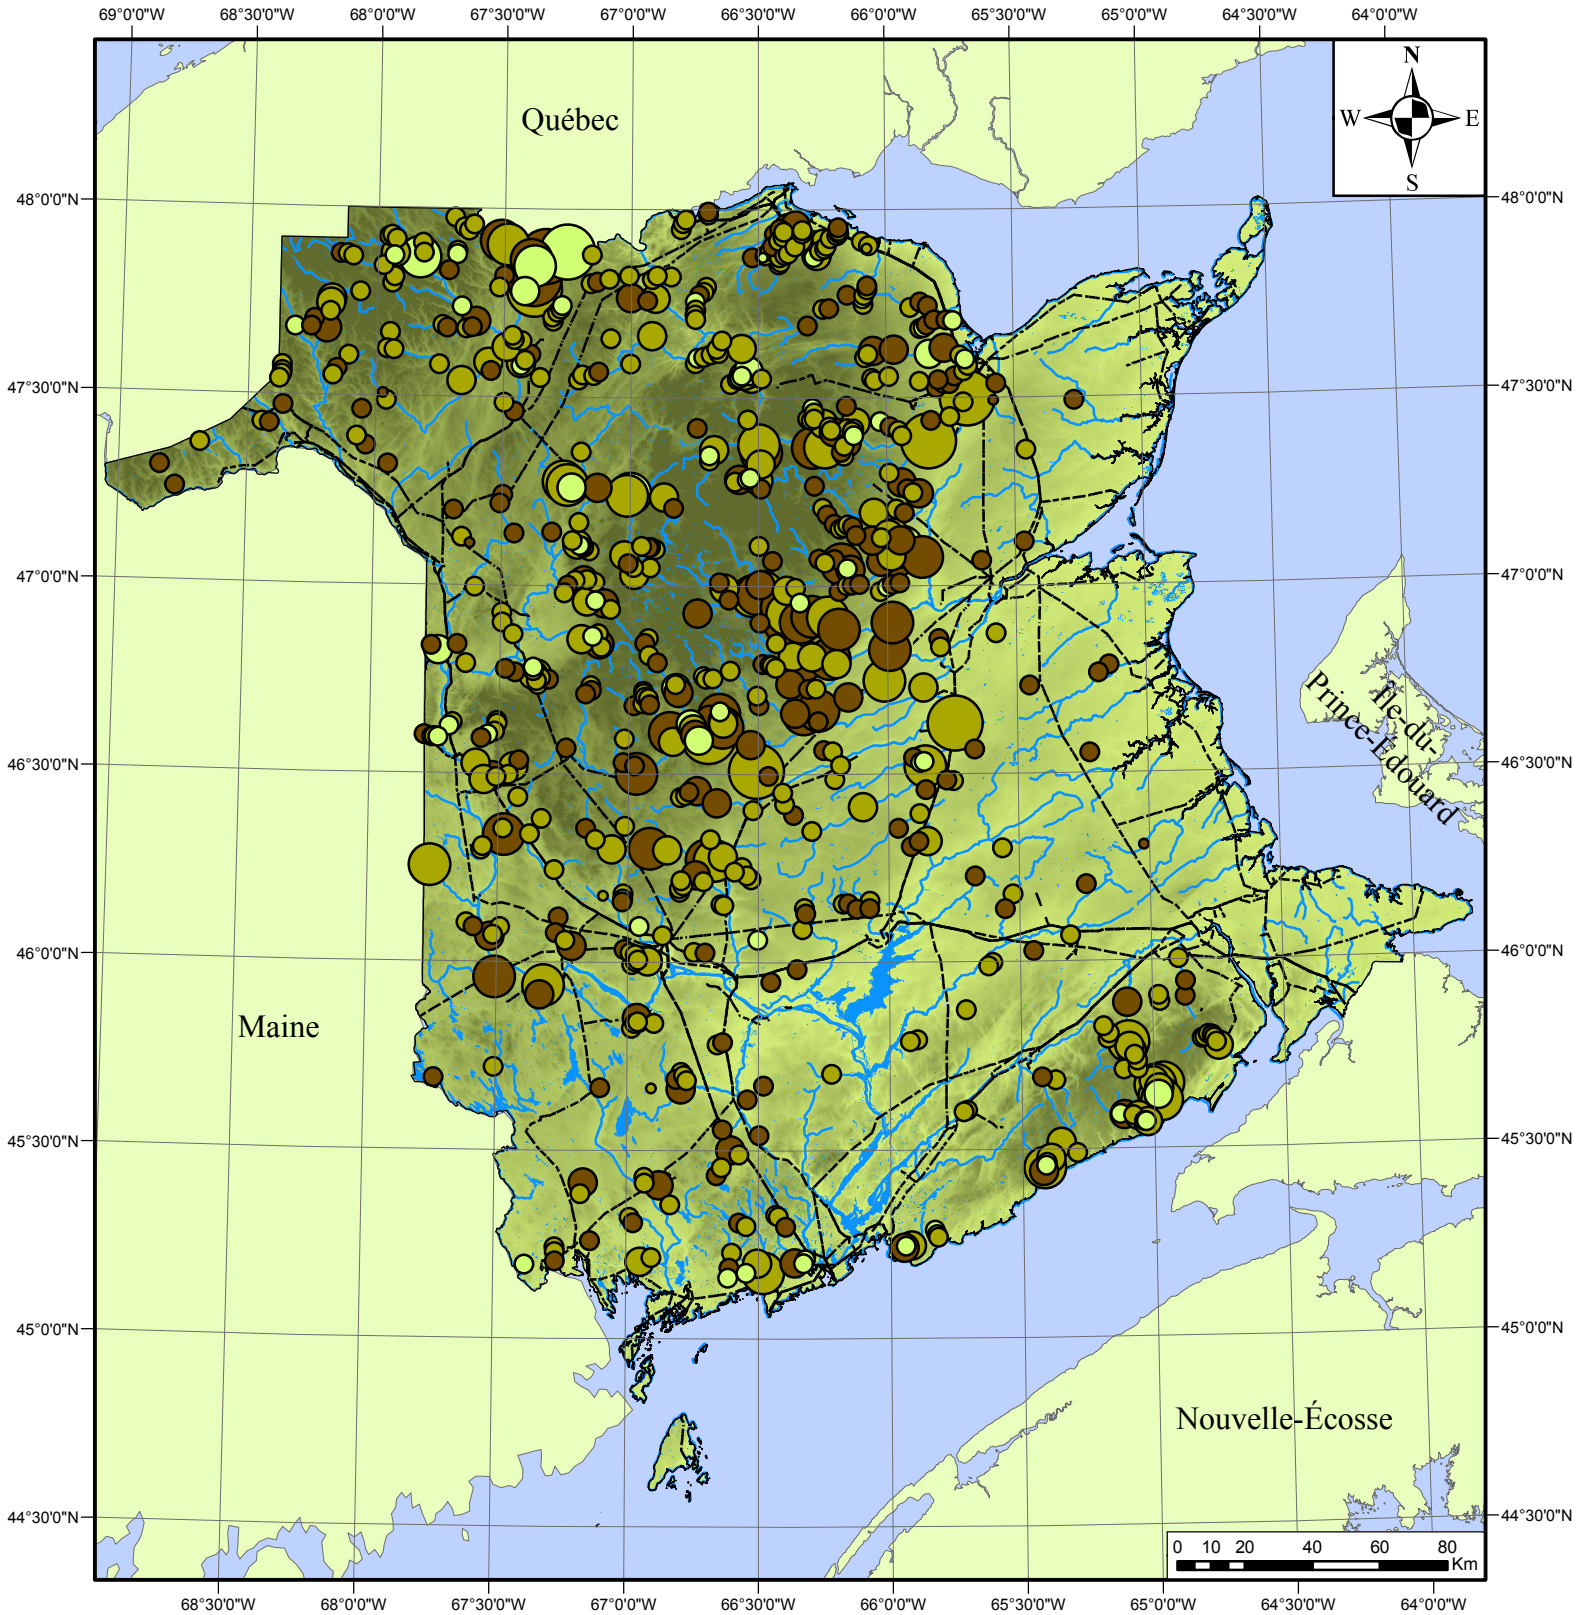 69°0'0"W 68°30'0"W 68°0'0"W 67°30'0"W 67°0'0"W 66°30'0"W 66°0'0"W 65°30'0"W 65°0'0"W 64°30'0"W 64°0'0"W
N
W E
S
Québec
48°0'0"N 48°0'0"N
47°30'0"N 47°30'0"N
47°0'0"N 47°0'0"N
Île-du-
Prince-Édouard
46°30'0"N 46°30'0"N
46°0'0"N 46°0'0"N
Maine
45°30'0"N 45°30'0"N
45°0'0"N 45°0'0"N
Nouvelle-Écosse
44°30'0"N 44°30'0"N
0 10 20 40 60 80
Km
68°30'0"W 68°0'0"W 67°30'0"W 67°0'0"W 66°30'0"W 66°0'0"W 65°30'0"W 65°0'0"W 64°30'0"W 64°0'0"W